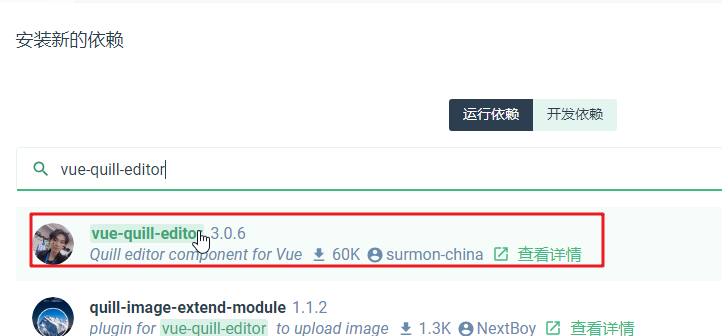 安装新的依赖
运行依赖 开发依赖
vue-quill-editor
vue-quill-editor 3.0.6
Quill editor component for Vue 60K surmon-china 查看详情
quill-image-extend-module 1.1.2
plugin for vue-quill-editor to upload image 1.3K NextBoy 查看详情